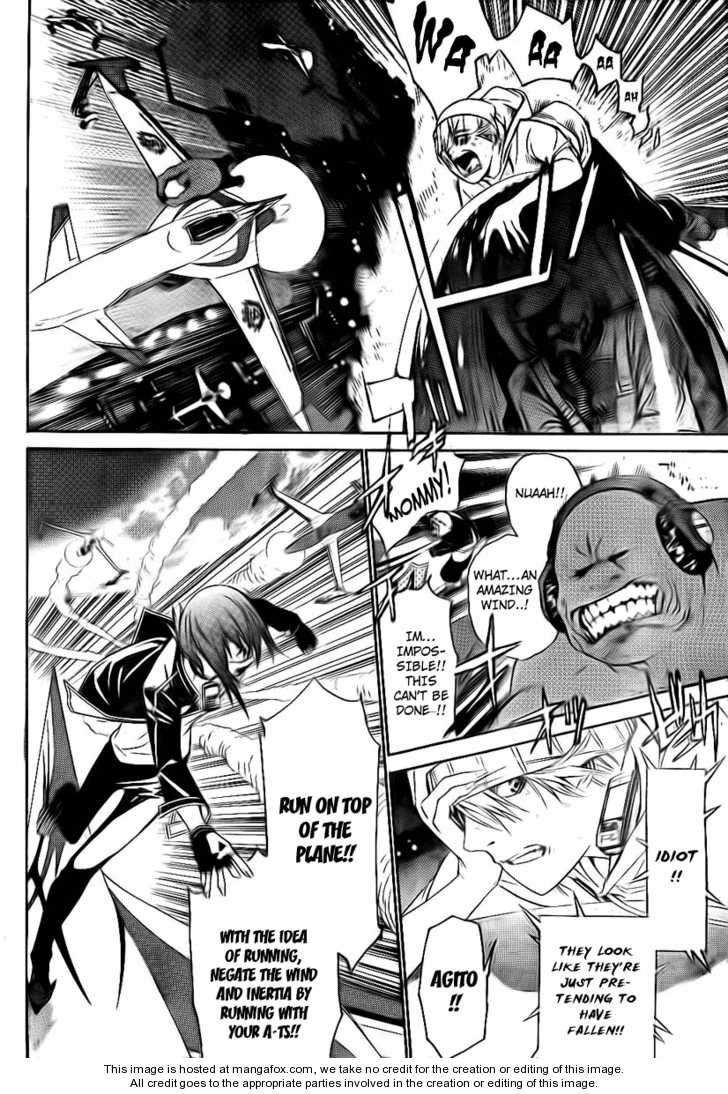 WA
AA
AA
AH
NUAAH!!
WHAT...AN
AMAZING
WIND..!
MOMMY!
IM...
IMPOS-
SIBLE!!
THIS
CAN'T BE
DONE !!
IDIOT
!!
THEY LOOK
LIKE THEY'RE
JUST PRE-
TENDING TO
HAVE
FALLEN!!
AGITO
!!
RUN ON TOP
OF THE
PLANE!!
WITH THE IDEA
OF RUNNING,
NEGATE THE WIND
AND INERTIA BY
RUNNING WITH
YOUR A-TS!!
This image is hosted at mangafox.com, we take no credit for the creation or editing of this image.
All credit goes to the appropriate parties involved in the creation or editing of this image.